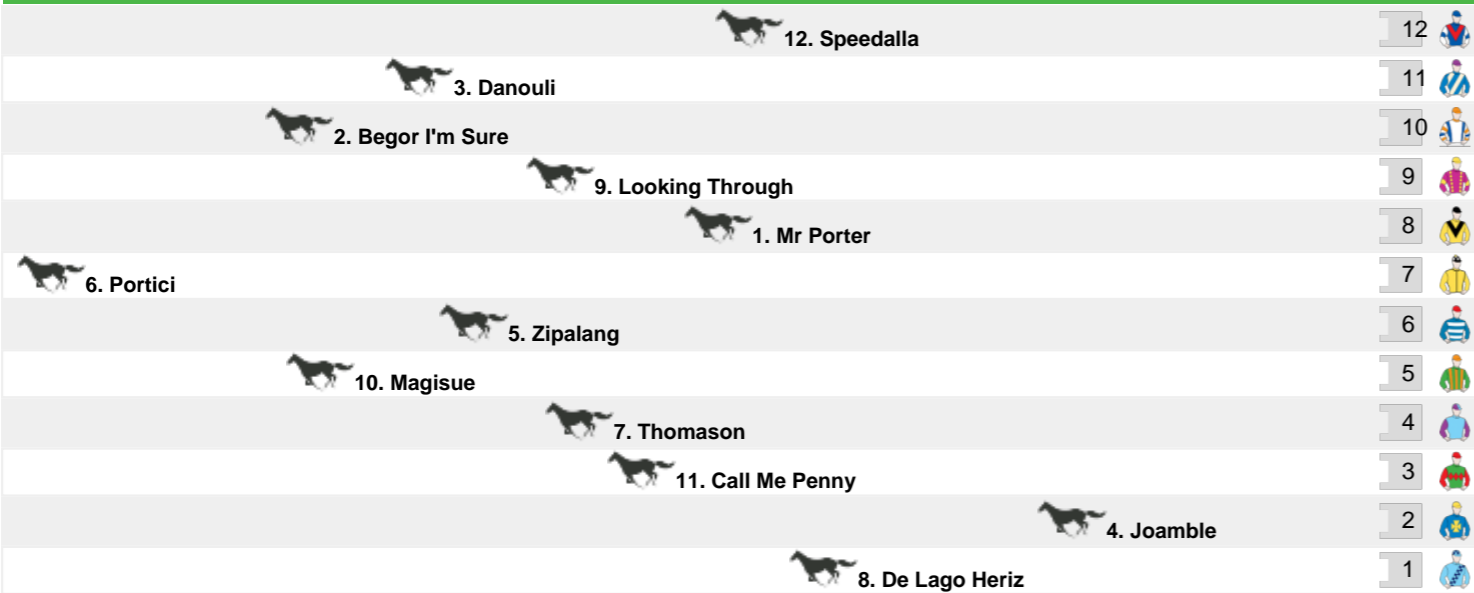 12. Speedalla 12
3. Danouli 11
2. Begor I'm Sure 10
9. Looking Through 9
1. Mr Porter 8
6. Portici 7
5. Zipalang 6
10. Magisue 5
7. Thomason 4
11. Call Me Penny 3
4. Joamble 2
8. De Lago Heriz 1